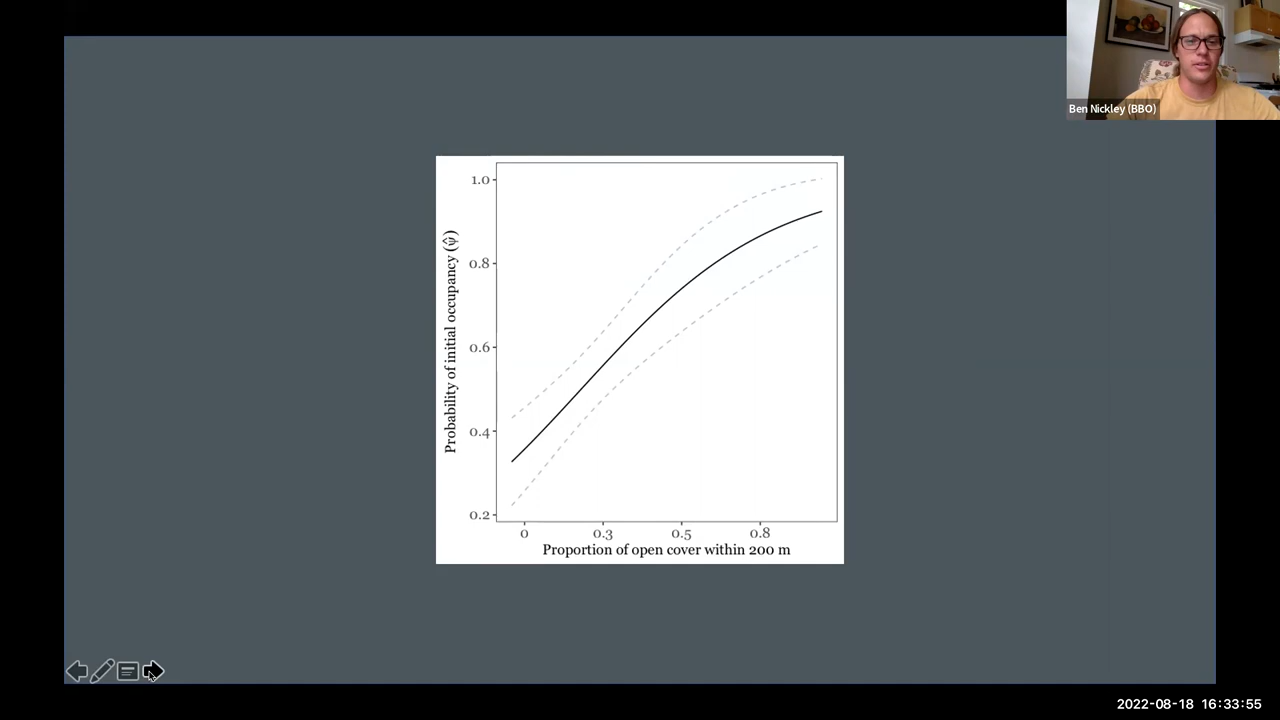 Ben Nickley (BBO)
1.0
0.8
0.6
0.4
0.2
Probability of initial occupancy (ψ̂)
0 0.3 0.5 0.8
Proportion of open cover within 200 m
2022-08-18 16:33:55